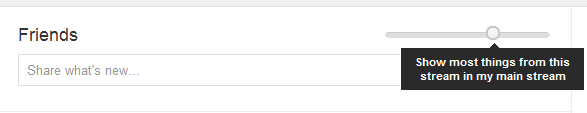 Friends
Share what's new...
Show most things from this
stream in my main stream